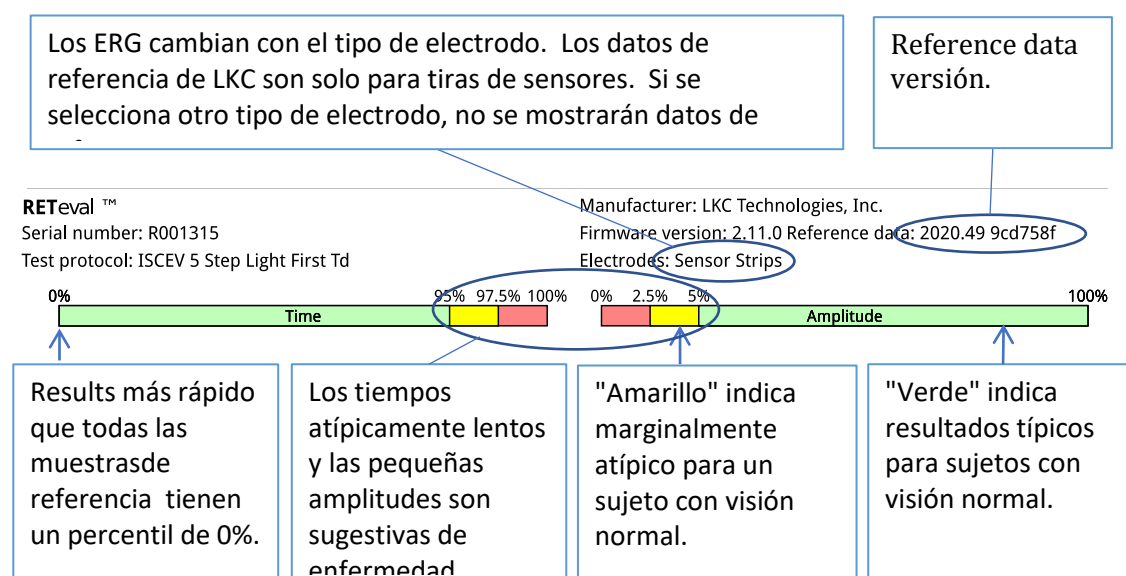 Los ERG cambian con el tipo de electrodo.  Los datos de
referencia de LKC son solo para tiras de sensores.  Si se
selecciona otro tipo de electrodo, no se mostrarán datos de
Reference data
versión.
RETeval ™
Serial number: R001315
Test protocol: ISCEV 5 Step Light First Td
Manufacturer: LKC Technologies, Inc.
Firmware version: 2.11.0 Reference data: 2020.49 9cd758f
Electrodes: Sensor Strips
0% 95% 97.5% 100% 0% 2.5% 5% 100%
Time Amplitude
Results más rápido
que todas las
muestrasde
referencia  tienen
un percentil de 0%.
Los tiempos
atípicamente lentos
y las pequeñas
amplitudes son
sugestivas de
enfermedad
"Amarillo" indica
marginalmente
atípico para un
sujeto con visión
normal.
"Verde" indica
resultados típicos
para sujetos con
visión normal.